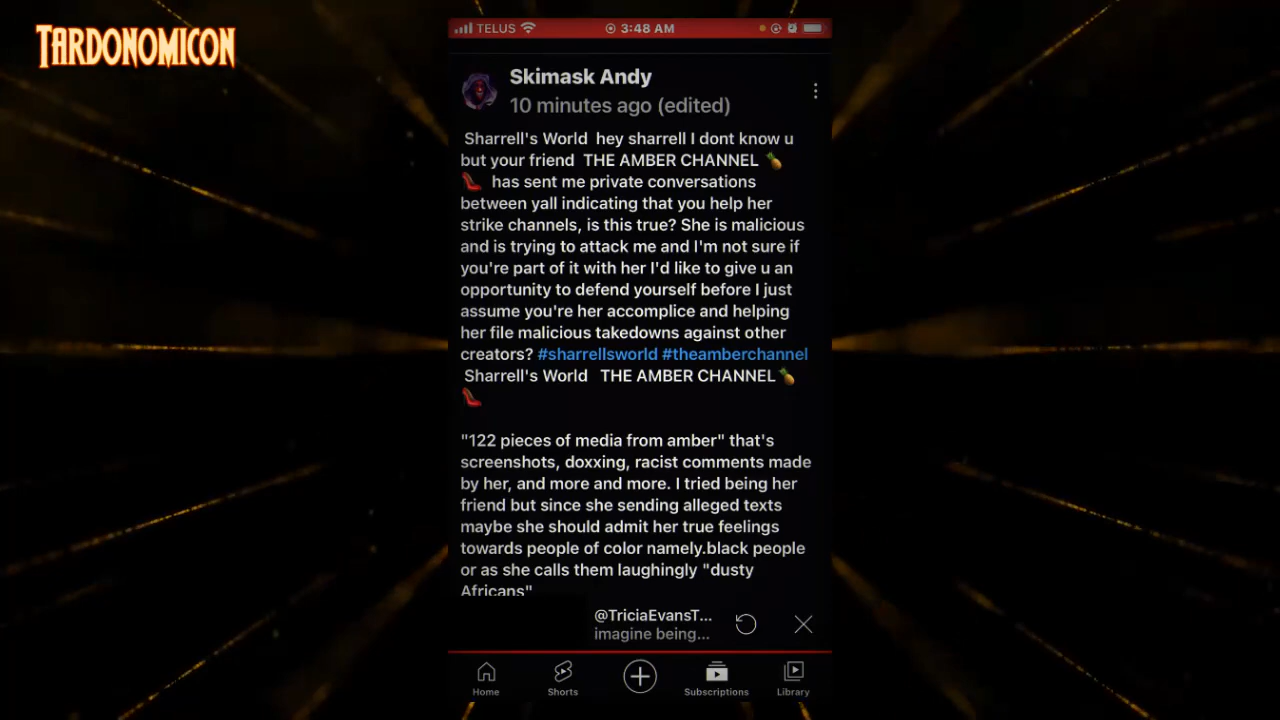 TARDONOMICON
TELUS 3:48 AM
Skimask Andy
10 minutes ago (edited)
Sharrell's World hey sharrell I dont know u
but your friend THE AMBER CHANNEL 🍍
👠 has sent me private conversations
between yall indicating that you help her
strike channels, is this true? She is malicious
and is trying to attack me and I'm not sure if
you're part of it with her I'd like to give u an
opportunity to defend yourself before I just
assume you're her accomplice and helping
her file malicious takedowns against other
creators? #sharrellsworld #theamberchannel
Sharrell's World THE AMBER CHANNEL 🍍
👠
"122 pieces of media from amber" that's
screenshots, doxxing, racist comments made
by her, and more and more. I tried being her
friend but since she sending alleged texts
maybe she should admit her true feelings
towards people of color namely.black people
or as she calls them laughingly "dusty
Africans"
@TriciaEvansT...
imagine being...
Home Shorts Subscriptions Library